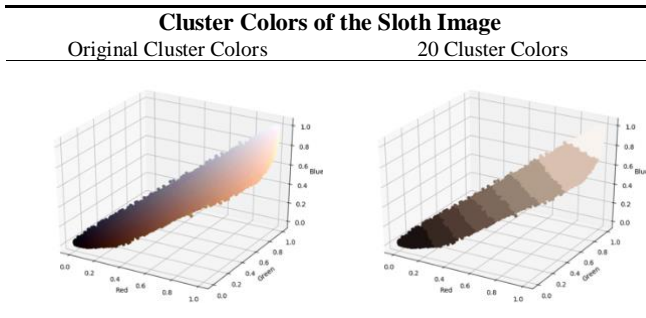 Cluster Colors of the Sloth Image
Original Cluster Colors 20 Cluster Colors
1.0 1.0
0.8 0.8
Blue Blue
0.6 0.6
0.4 0.4
0.2 0.2
0.0 0.0
0.0 0.2 0.4 0.6 0.8 1.0
Red
0.0 0.2 0.4 0.6 0.8 1.0
Green
0.0 0.2 0.4 0.6 0.8 1.0
Red
0.0 0.2 0.4 0.6 0.8 1.0
Green